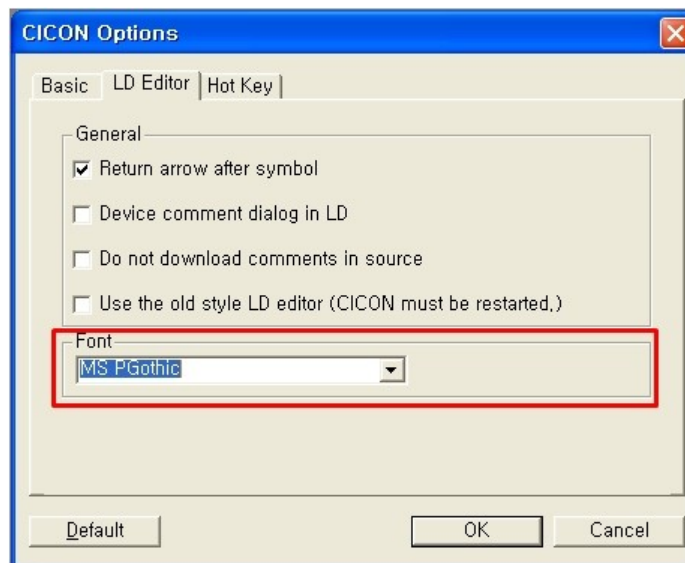 CICON Options
Basic LD Editor Hot Key
General
Return arrow after symbol
Device comment dialog in LD
Do not download comments in source
Use the old style LD editor (CICON must be restarted.)
Font
MS PGothic
Default OK Cancel